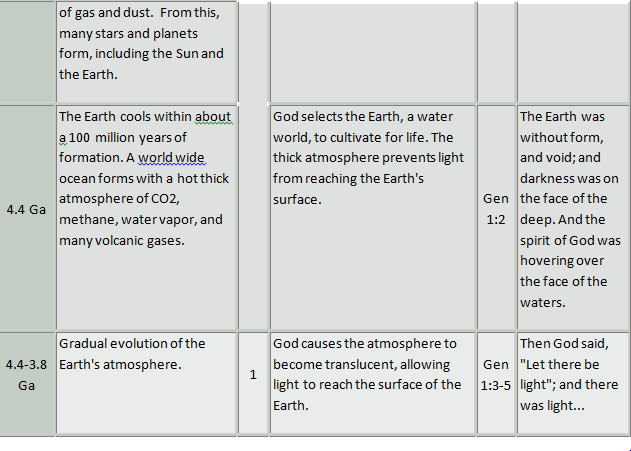 of gas and dust.  From this,
many stars and planets
form, including the Sun and
the Earth.
4.4 Ga
The Earth cools within about
a 100 million years of
formation. A world wide
ocean forms with a hot thick
atmosphere of CO2,
methane, water vapor, and
many volcanic gases.
God selects the Earth, a water
world, to cultivate for life. The
thick atmosphere prevents light
from reaching the Earth's
surface.
Gen
1:2
The Earth was
without form,
and void; and
darkness was on
the face of the
deep. And the
spirit of God was
hovering over
the face of the
waters.
4.4-3.8
Ga
Gradual evolution of the
Earth's atmosphere.
1
God causes the atmosphere to
become translucent, allowing
light to reach the surface of the
Earth.
Gen
1:3-5
Then God said,
"Let there be
light"; and there
was light...